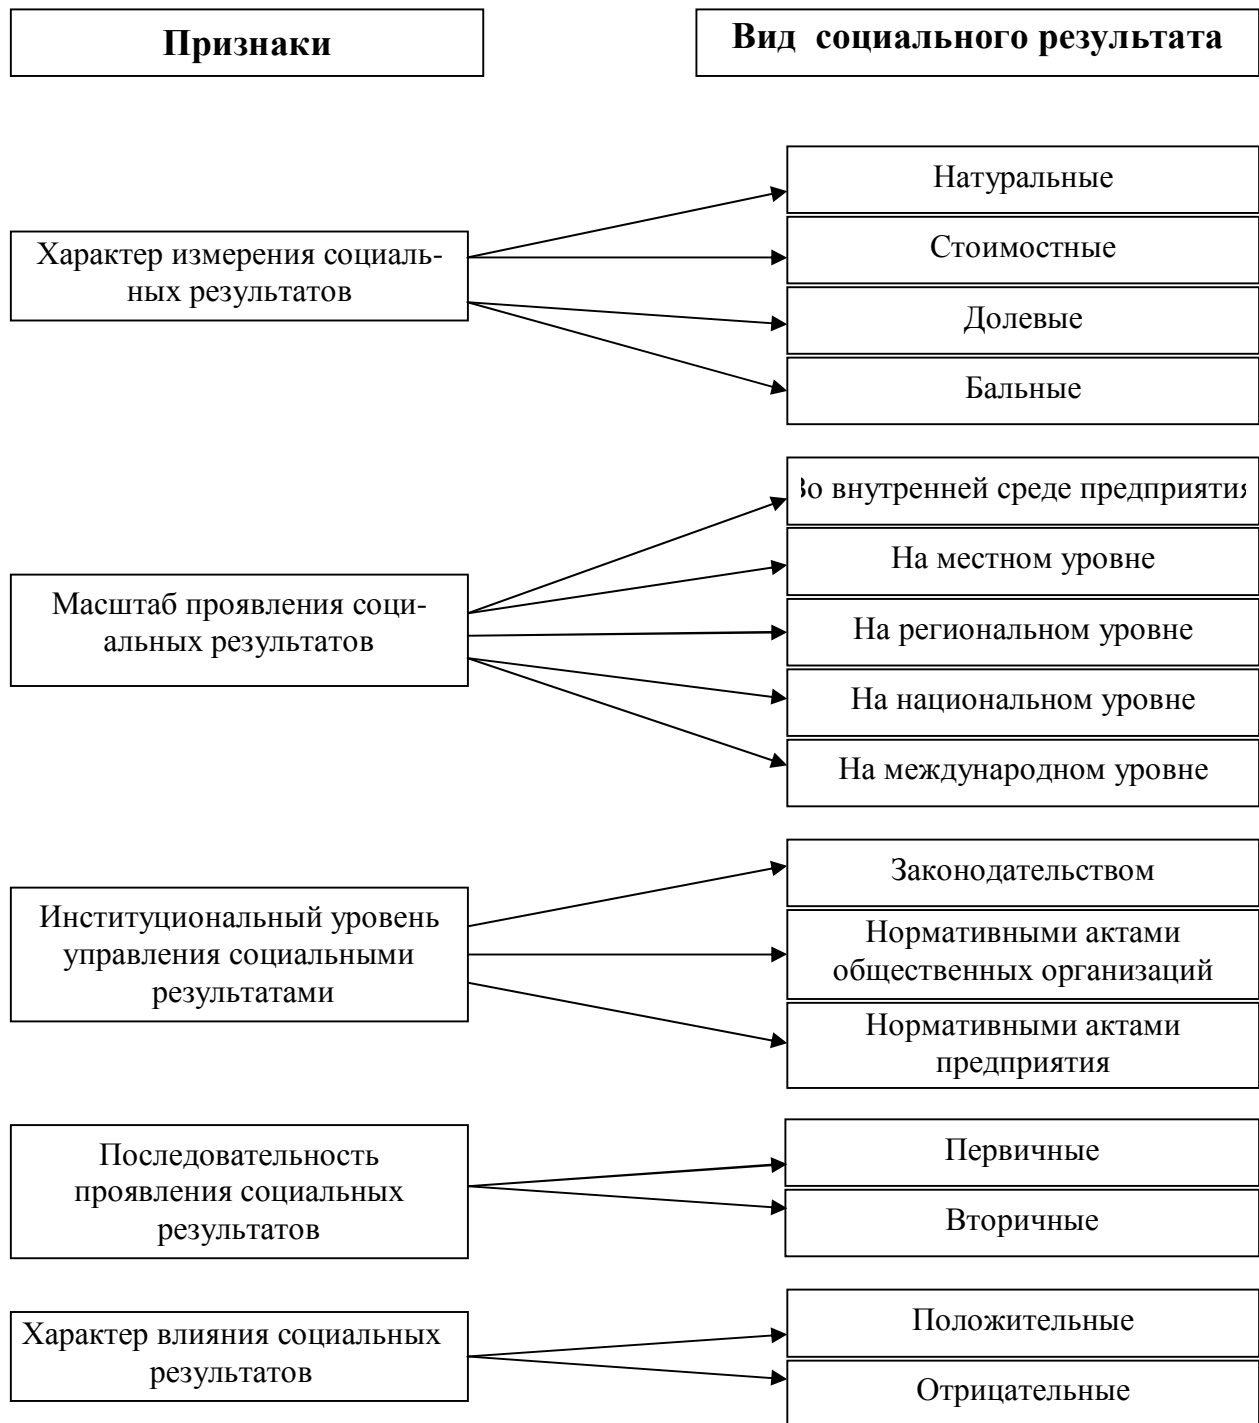 Признаки
Вид социального результата
Характер измерения социаль-
ных результатов
Натуральные
Стоимостные
Долевые
Бальные
Масштаб проявления соци-
альных результатов
Во внутренней среде предприятия
На местном уровне
На региональном уровне
На национальном уровне
На международном уровне
Институциональный уровень
управления социальными
результатами
Законодательством
Нормативными актами
общественных организаций
Нормативными актами
предприятия
Последовательность
проявления социальных
результатов
Первичные
Вторичные
Характер влияния социальных
результатов
Положительные
Отрицательные